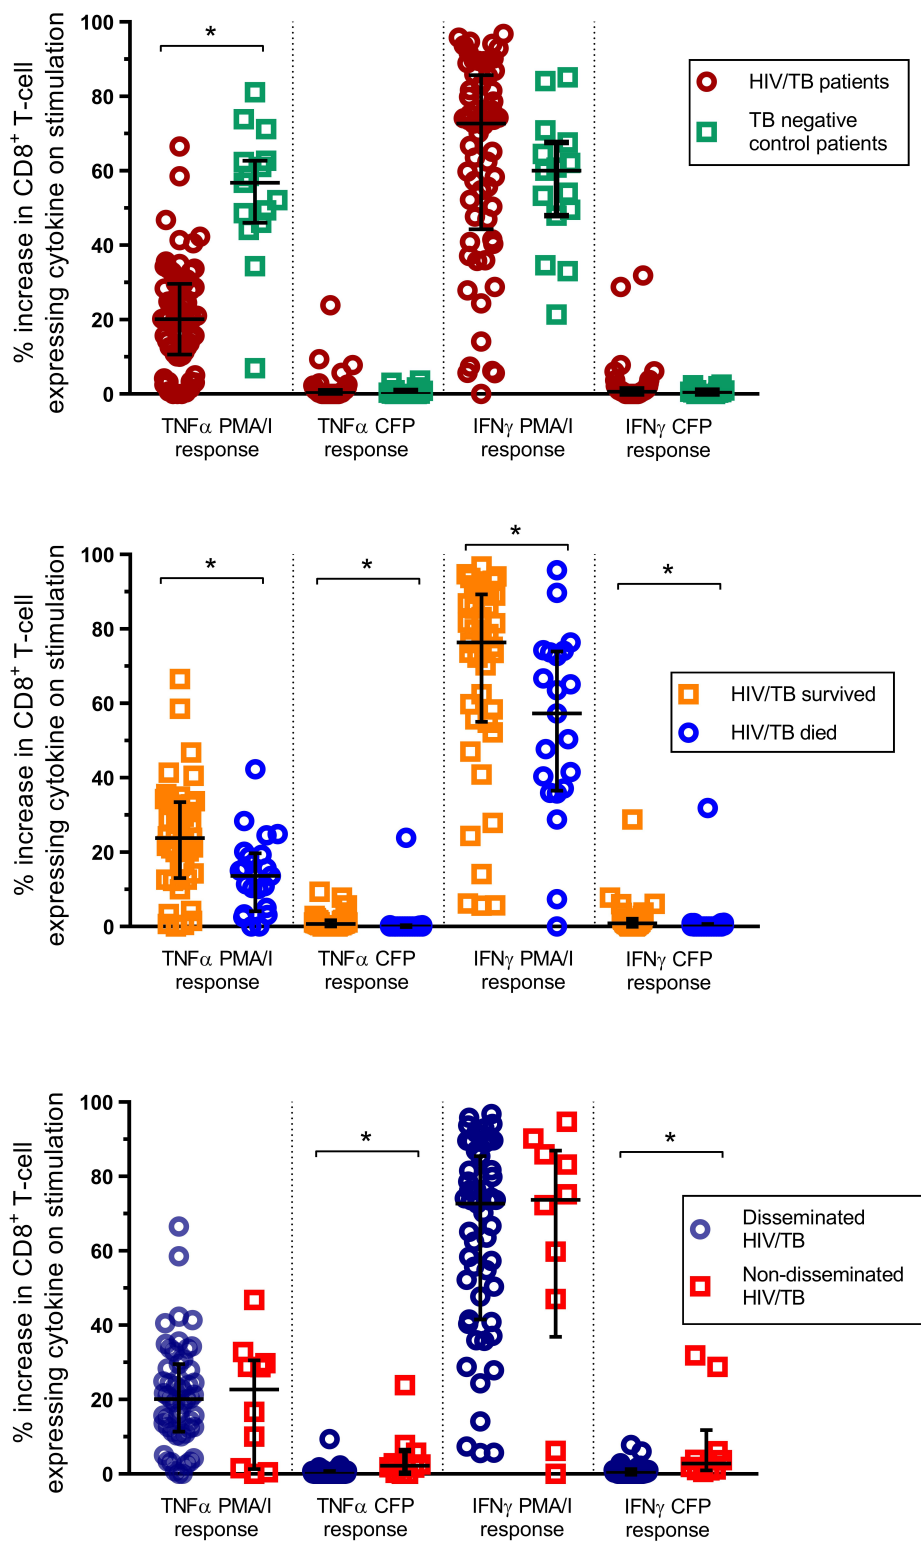 % increase in CD8+ T-cell
expressing cytokine on stimulation
100
80
60
40
20
0
*
HIV/TB patients
TB negative
control patients
TNFα PMA/I
response
TNFα CFP
response
IFNγ PMA/I
response
IFNγ CFP
response
% increase in CD8+ T-cell
expressing cytokine on stimulation
100
80
60
40
20
0
*
*
*
*
HIV/TB survived
HIV/TB died
TNFα PMA/I
response
TNFα CFP
response
IFNγ PMA/I
response
IFNγ CFP
response
% increase in CD8+ T-cell
expressing cytokine on stimulation
100
80
60
40
20
0
*
*
Disseminated
HIV/TB
Non-disseminated
HIV/TB
TNFα PMA/I
response
TNFα CFP
response
IFNγ PMA/I
response
IFNγ CFP
response